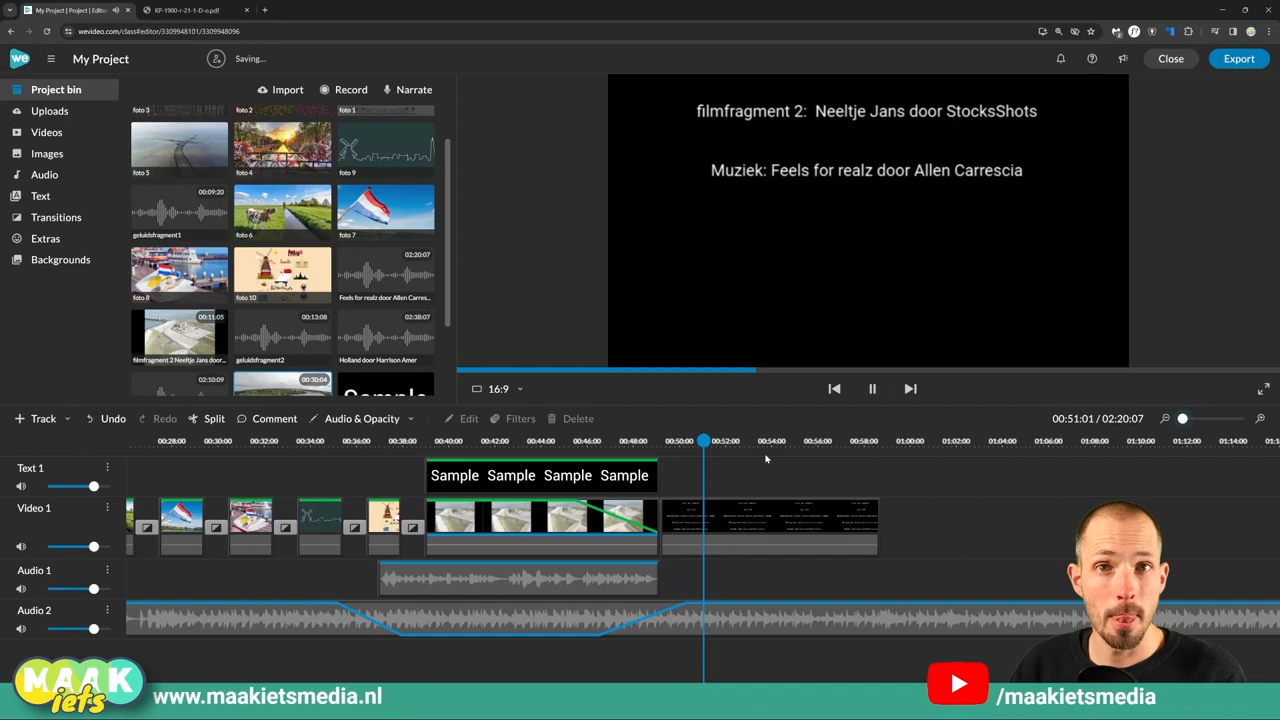 My Project | Project | Edito
KP-1900-r-21-1-D-o.pdf
wevideo.com/class#editor/3309948101/3309948096
we
My Project
Saving...
Close
Export
Project bin
Uploads
Videos
Images
Audio
Text
Transitions
Extras
Backgrounds
Import
Record
Narrate
foto 3
foto 2
foto 1
foto 5
foto 4
foto 9
00:09:20
geluidsfragment1
foto 6
foto 7
02:20:07
foto 8
foto 10
Feels for realz door Allen Carres...
00:11:05
00:13:08
02:38:07
filmfragment 2 Neeltje Jans door...
geluidsfragment2
Holland door Harrison Amer
02:10:09
00:30:04
Sample
filmfragment 2: Neeltje Jans door StocksShots
Muziek: Feels for realz door Allen Carrescia
16:9
Track
Undo
Redo
Split
Comment
Audio & Opacity
Edit
Filters
Delete
00:51:01 / 02:20:07
00:28:00 00:30:00 00:32:00 00:34:00 00:36:00 00:38:00 00:40:00 00:42:00 00:44:00 00:46:00 00:48:00 00:50:00 00:52:00 00:54:00 00:56:00 00:58:00 01:00:00 01:02:00 01:04:00 01:06:00 01:08:00 01:10:00 01:12:00 01:14:00
Text 1
Sample Sample Sample Sample
Video 1
Audio 1
Audio 2
MAAK
iets
www.maakietsmedia.nl
/maakietsmedia